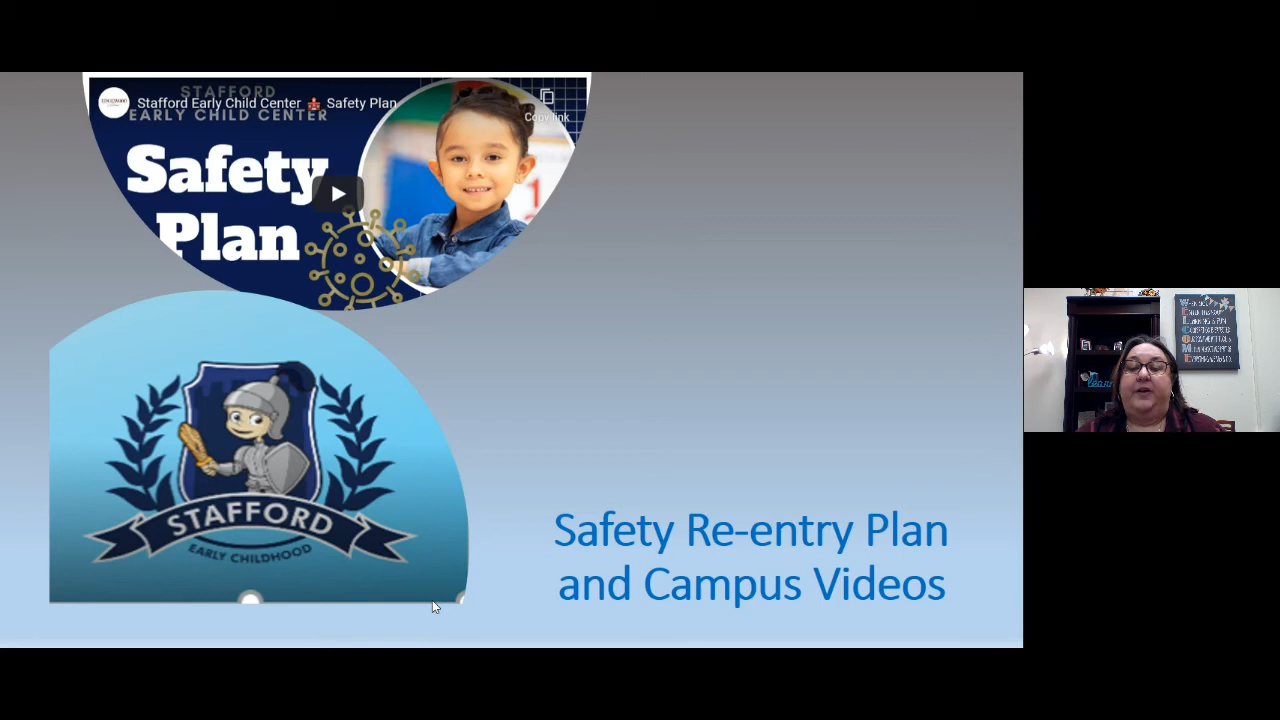 STAFFORD
EARLY CHILD CENTER
Stafford Early Child Center Safety Plan
Copy link
Safety
Plan
1
STAFFORD
EARLY CHILDHOOD
Safety Re-entry Plan
and Campus Videos